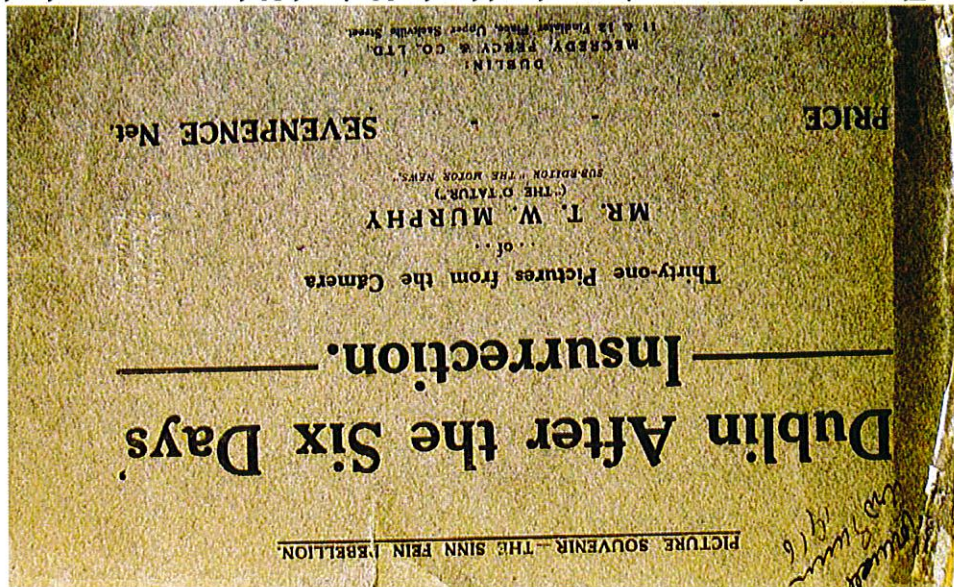 PICTURE SOUVENIR.—THE SINN FEIN REBELLION.
1916
Dublin After the Six Days'
Insurrection.
Thirty-one Pictures from the Camera
. . of . .
MR. T. W. MURPHY
("THE O'TATUR.")
SUB-EDITOR "THE MOTOR NEWS."
PRICE - - - SEVENPENCE Net.
DUBLIN:
MECREDY, PERCY & CO. LTD.,
11 & 12 Findlater Place, Upper Sackville Street.